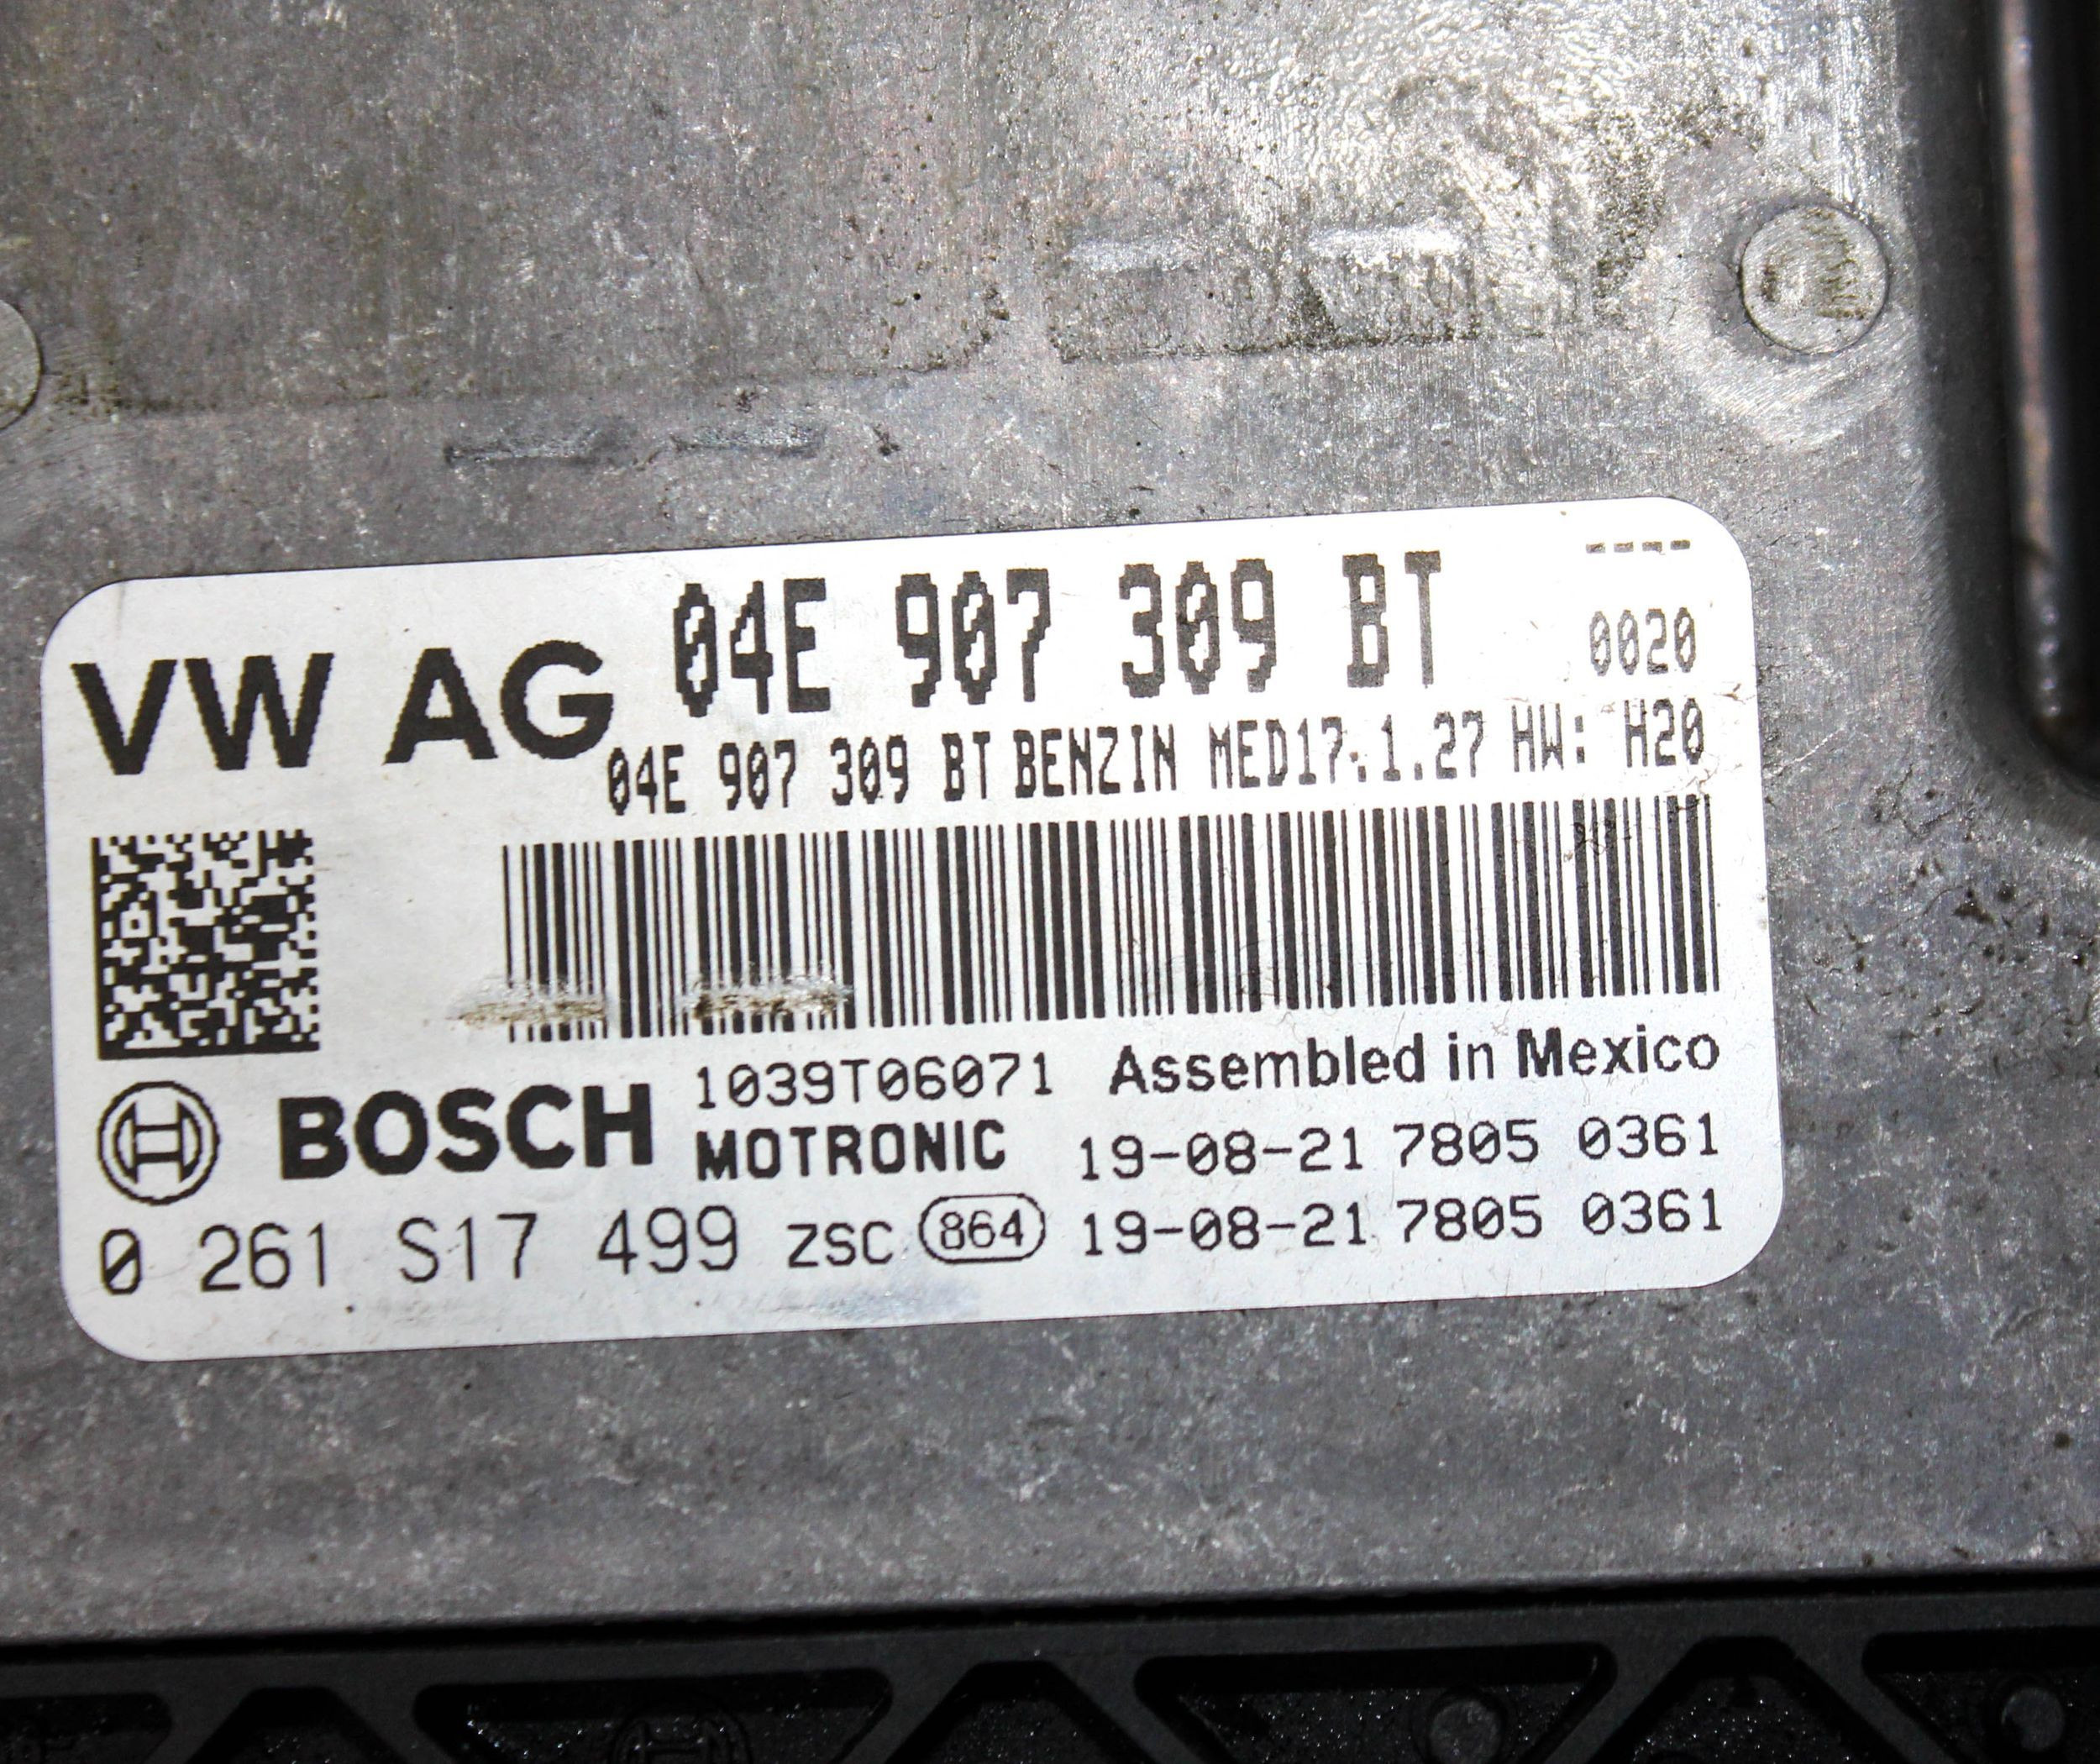 VW AG 04E 907 309 BT ----
0020
04E 907 309 BT BENZIN MED17.1.27 HW: H20
BOSCH 1039T06071 Assembled in Mexico
MOTRONIC 19-08-21 7805 0361
0 261 S17 499 ZSC 864 19-08-21 7805 0361